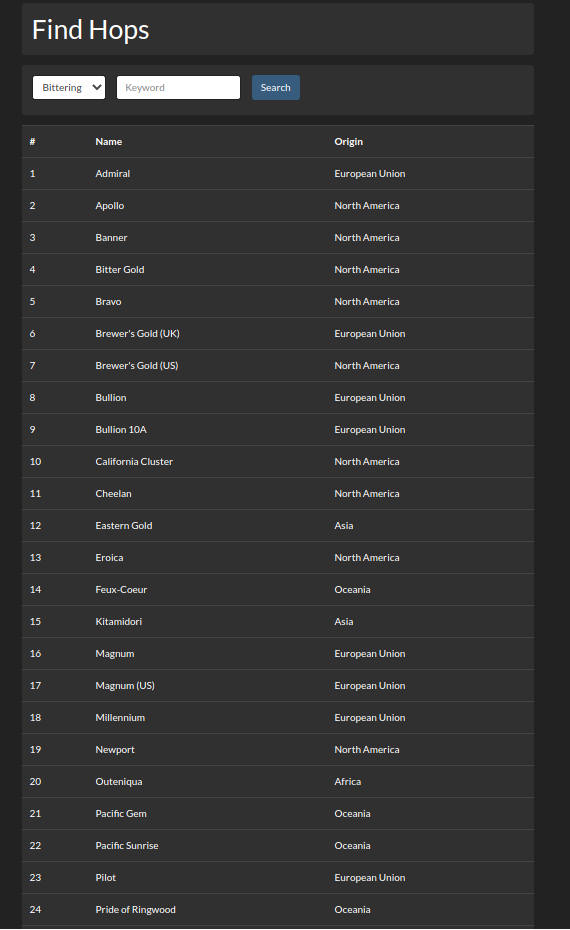 Find Hops
Bittering Keyword Search
# Name Origin
1 Admiral European Union
2 Apollo North America
3 Banner North America
4 Bitter Gold North America
5 Bravo North America
6 Brewer's Gold (UK) European Union
7 Brewer's Gold (US) North America
8 Bullion European Union
9 Bullion 10A European Union
10 California Cluster North America
11 Cheelan North America
12 Eastern Gold Asia
13 Eroica North America
14 Feux-Coeur Oceania
15 Kitamidori Asia
16 Magnum European Union
17 Magnum (US) European Union
18 Millennium European Union
19 Newport North America
20 Outeniqua Africa
21 Pacific Gem Oceania
22 Pacific Sunrise Oceania
23 Pilot European Union
24 Pride of Ringwood Oceania